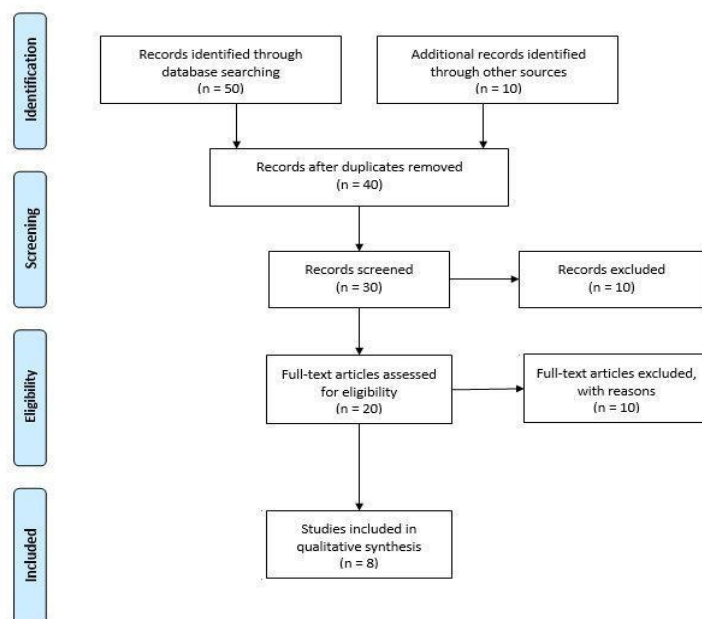 Identification
Records identified through
database searching
(n = 50)
Additional records identified
through other sources
(n = 10)
Records after duplicates removed
(n = 40)
Screening
Records screened
(n = 30)
Records excluded
(n = 10)
Eligibility
Full-text articles assessed
for eligibility
(n = 20)
Full-text articles excluded,
with reasons
(n = 10)
Included
Studies included in
qualitative synthesis
(n = 8)